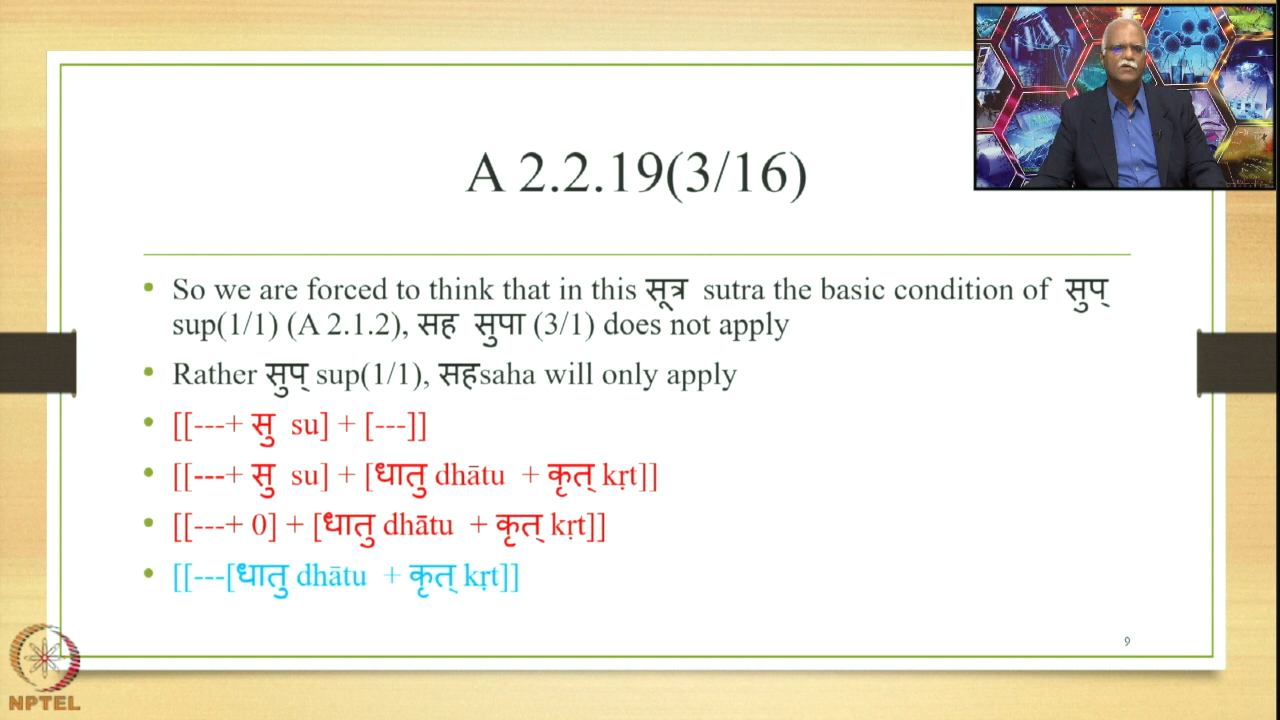 A 2.2.19(3/16)
So we are forced to think that in this सूत्र sutra the basic condition of सुप्
sup(1/1) (A 2.1.2), सह सुपा (3/1) does not apply
Rather सुप् sup(1/1), सहsaha will only apply
[[---+ सु su] + [---]]
[[---+ सु su] + [धातु dhātu + कृत् kṛt]]
[[---+ 0] + [धातु dhātu + कृत् kṛt]]
[[---[धातु dhātu + कृत् kṛt]]
9
NPTEL